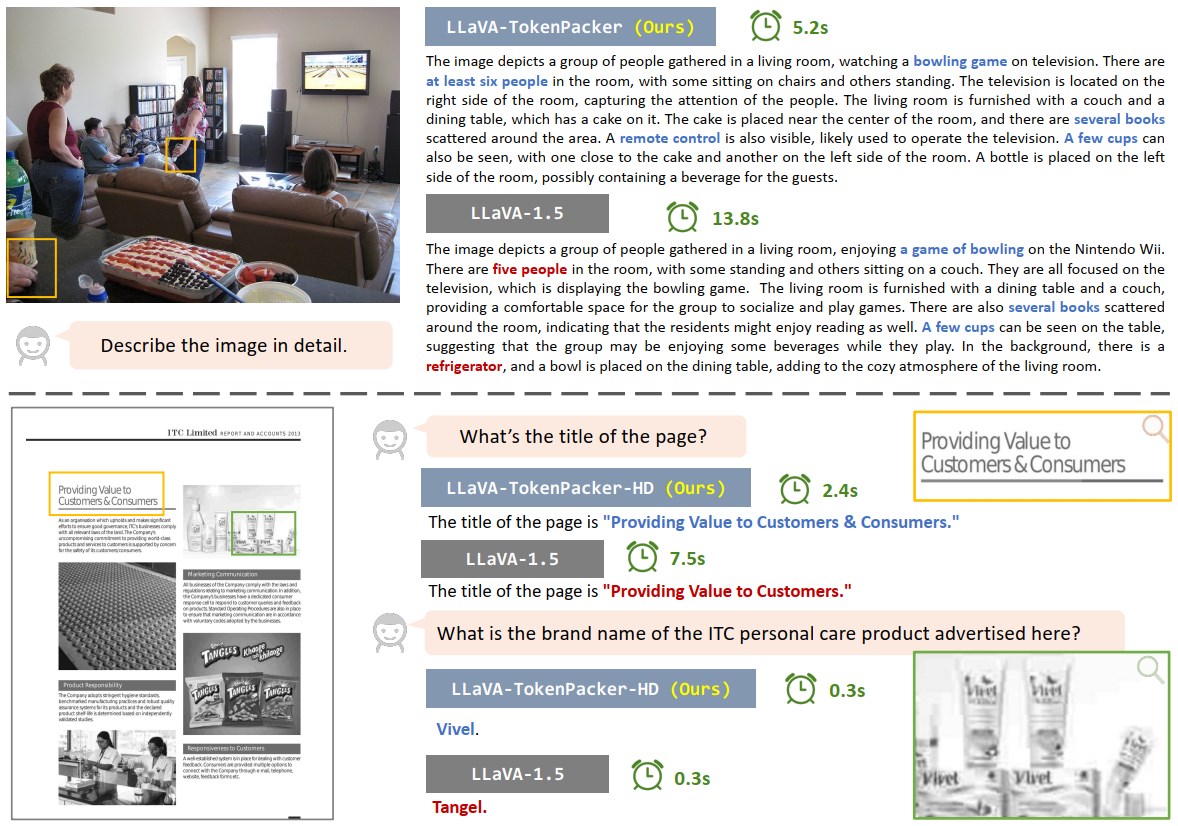 LLaVA-TokenPacker (Ours)
5.2s
The image depicts a group of people gathered in a living room, watching a bowling game on television. There are
at least six people in the room, with some sitting on chairs and others standing. The television is located on the
right side of the room, capturing the attention of the people. The living room is furnished with a couch and a
dining table, which has a cake on it. The cake is placed near the center of the room, and there are several books
scattered around the area. A remote control is also visible, likely used to operate the television. A few cups can
also be seen, with one close to the cake and another on the left side of the room. A bottle is placed on the left
side of the room, possibly containing a beverage for the guests.
LLaVA-1.5
13.8s
The image depicts a group of people gathered in a living room, enjoying a game of bowling on the Nintendo Wii.
There are five people in the room, with some standing and others sitting on a couch. They are all focused on the
television, which is displaying the bowling game. The living room is furnished with a dining table and a couch,
providing a comfortable space for the group to socialize and play games. There are also several books scattered
around the room, indicating that the residents might enjoy reading as well. A few cups can be seen on the table,
suggesting that the group may be enjoying some beverages while they play. In the background, there is a
refrigerator, and a bowl is placed on the dining table, adding to the cozy atmosphere of the living room.
Describe the image in detail.
ITC Limited REPORT AND ACCOUNTS 2013
Providing Value to
Customers & Consumers
As an organisation which upholds and makes significant
efforts to ensure good governance, ITC's businesses comply
with all relevant laws of the land. The Company's
uncompromising commitment to providing world-class
products and services to customers is supported by concern
for the safety of its customers/consumers.
Product Responsibility
The Company adopts stringent hygiene standards,
benchmarked manufacturing practices and robust quality
assurance systems for its products and the declared
product shelf-life is determined based on independently
validated studies.
Marketing Communication
All businesses of the Company comply with the laws and
regulations relating to marketing communication. In addition,
the Company's businesses have a dedicated consumer
response cell to respond to customer queries and feedback
on products. Standard Operating Procedures are also in place
to ensure that marketing communication are in accordance
with voluntary codes adopted by the businesses.
TANGLES
Khaoge
toh khiloge
TANGLES
TANGLES
TANGLES
Responsiveness to Customers
A well established system is in place for dealing with customer
feedback. Consumers are provided multiple options to
connect with the Company through e-mail, telephone,
website, feedback forms etc.
What's the title of the page?
LLaVA-TokenPacker-HD (Ours)
2.4s
The title of the page is "Providing Value to Customers & Consumers."
LLaVA-1.5
7.5s
The title of the page is "Providing Value to Customers."
Providing Value to
Customers & Consumers
What is the brand name of the ITC personal care product advertised here?
LLaVA-TokenPacker-HD (Ours)
0.3s
Vivel.
LLaVA-1.5
0.3s
Tangel.
Vivel
Vivel
Vivel
Vivel